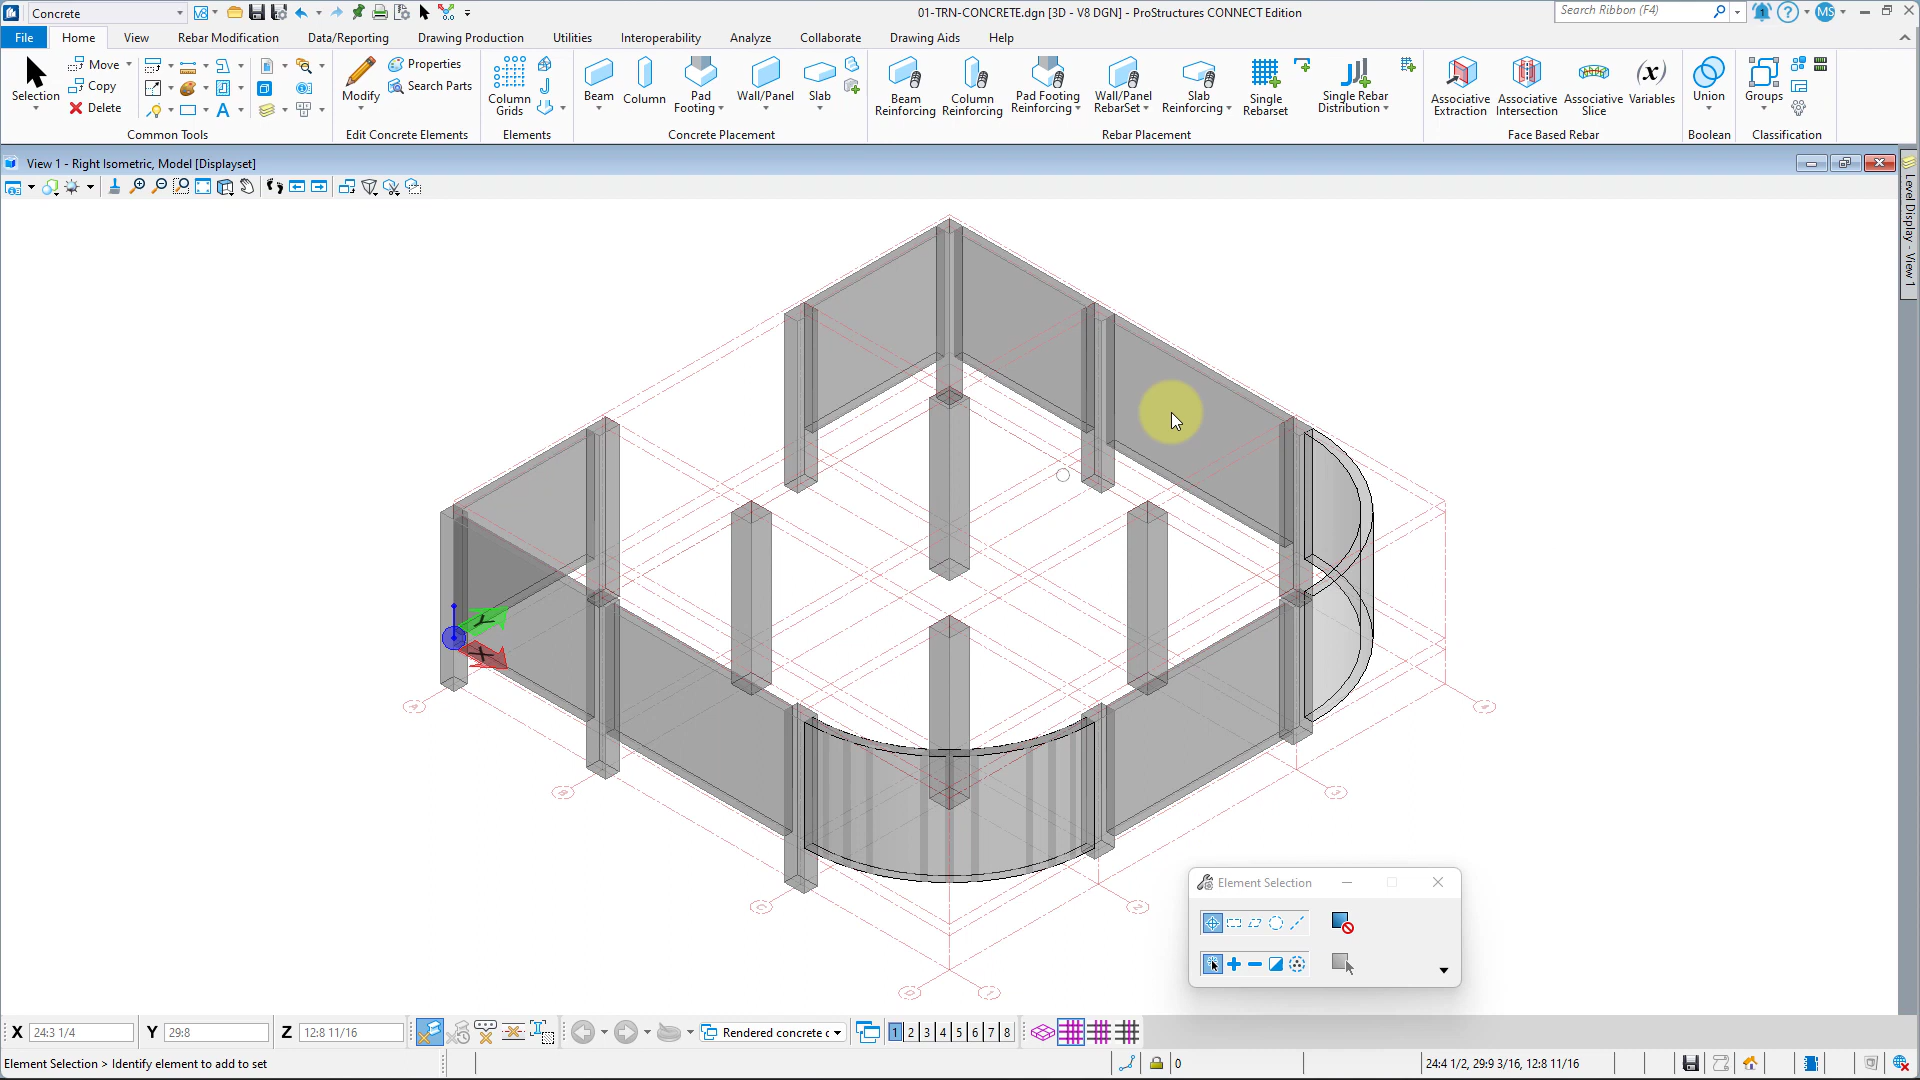 Concrete
01-TRN-CONCRETE.dgn [3D - V8 DGN] - ProStructures CONNECT Edition
Search Ribbon (F4)
1
MS
File
Home
View
Rebar Modification
Data/Reporting
Drawing Production
Utilities
Interoperability
Analyze
Collaborate
Drawing Aids
Help
Selection
Move
Copy
Delete
Common Tools
Modify
Properties
Search Parts
Edit Concrete Elements
Column Grids
Elements
Beam
Column
Pad Footing
Wall/Panel
Slab
Concrete Placement
Beam Reinforcing
Column Reinforcing
Pad Footing Reinforcing
Wall/Panel RebarSet
Slab Reinforcing
Single Rebarset
Single Rebar Distribution
Rebar Placement
Associative Extraction
Associative Intersection
Associative Slice
(x)
Variables
Face Based Rebar
Union
Boolean
Groups
Classification
View 1 - Right Isometric, Model [Displayset]
Level Display - View 1
Y
X
A
B
C
D
1
2
3
4
Element Selection
X 24:3 1/4
Y 29:8
Z 12:8 11/16
Rendered concrete c
1 2 3 4 5 6 7 8
Element Selection > Identify element to add to set
0
24:4 1/2, 29:9 3/16, 12:8 11/16